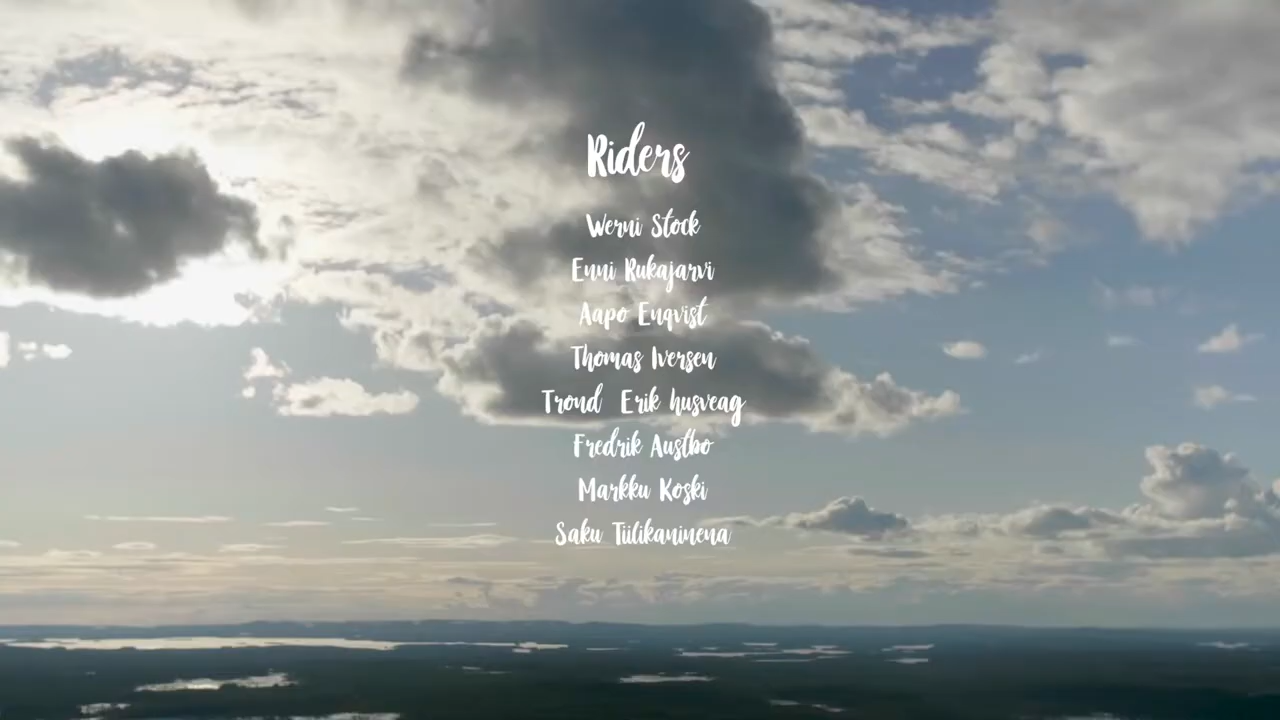 Riders
Werni Stock
Enni Rukajarvi
Aapo Enqvist
Thomas Iversen
Trond Erik husveag
Fredrik Austbo
Markku Koski
Saku Tiilikaninena